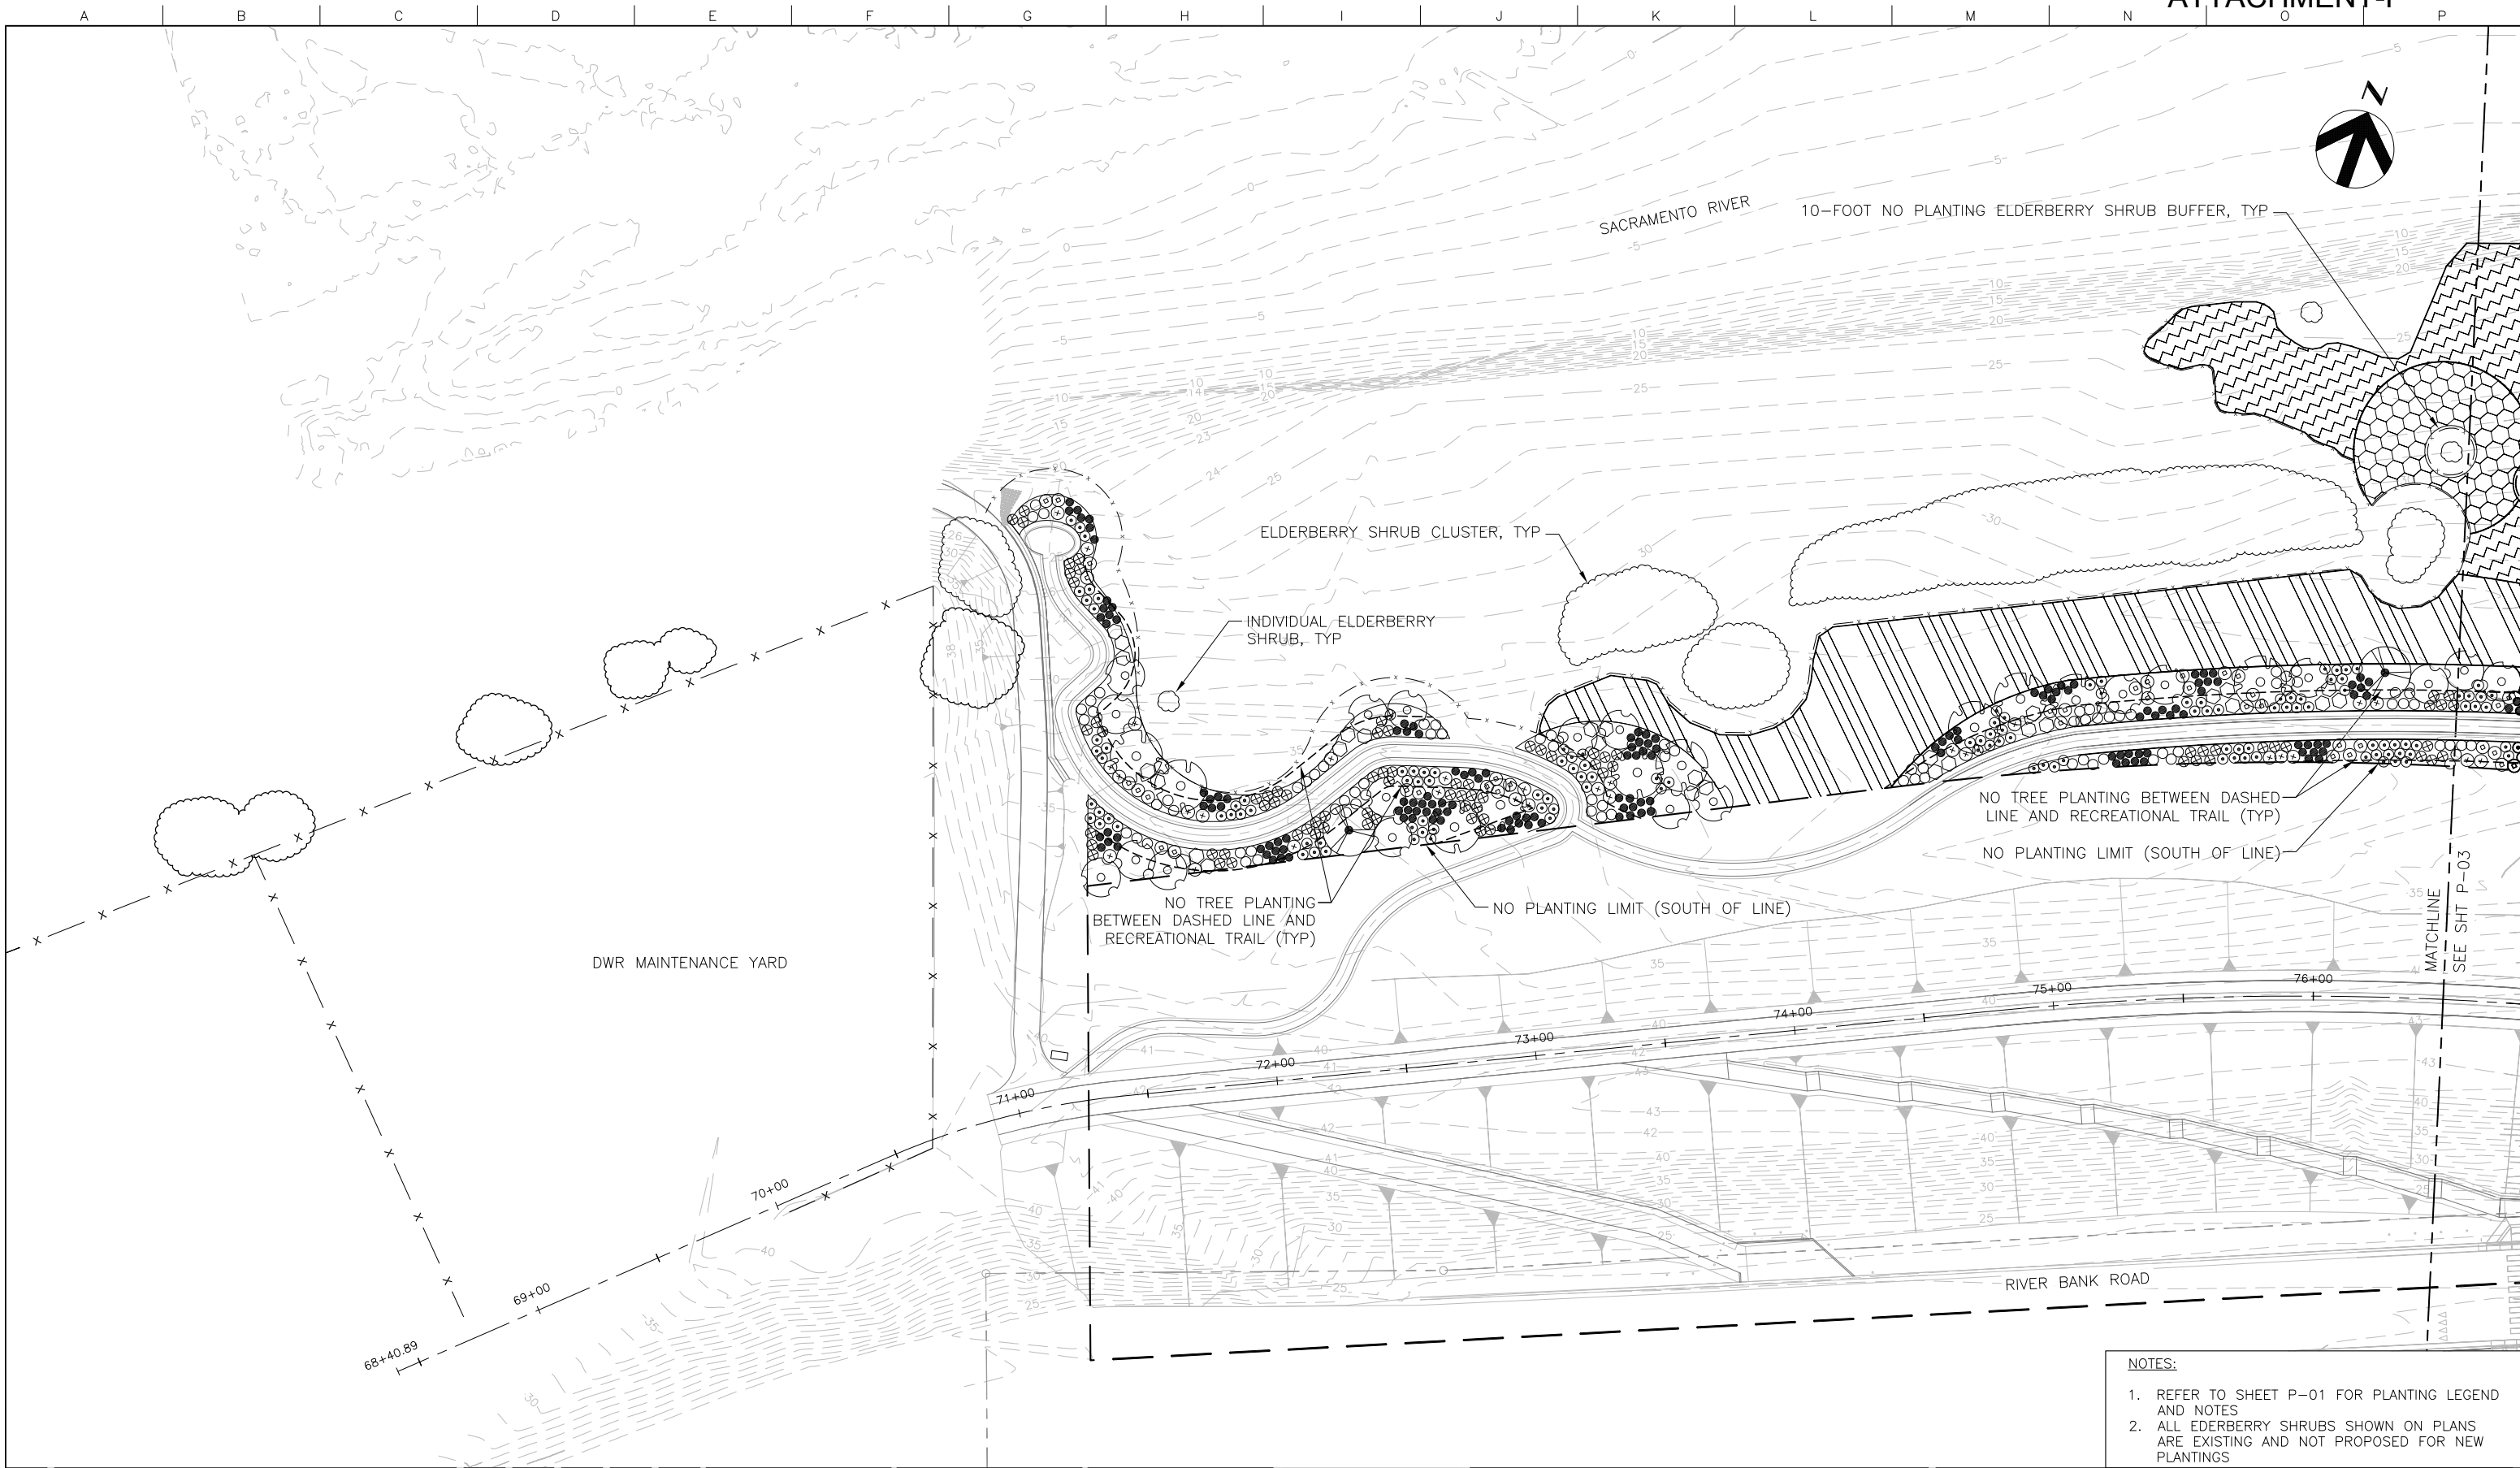 ATTACHMENT-F
A B C D E F G H I J K L M N O P
N
SACRAMENTO RIVER
10-FOOT NO PLANTING ELDERBERRY SHRUB BUFFER, TYP
ELDERBERRY SHRUB CLUSTER, TYP
INDIVIDUAL ELDERBERRY
SHRUB, TYP
NO TREE PLANTING BETWEEN DASHED
LINE AND RECREATIONAL TRAIL (TYP)
NO PLANTING LIMIT (SOUTH OF LINE)
NO TREE PLANTING
BETWEEN DASHED LINE AND
RECREATIONAL TRAIL (TYP)
NO PLANTING LIMIT (SOUTH OF LINE)
DWR MAINTENANCE YARD
MATCHLINE
SEE SHT P-03
76+00
75+00
74+00
73+00
72+00
71+00
70+00
69+00
68+40.89
RIVER BANK ROAD
NOTES:
1. REFER TO SHEET P-01 FOR PLANTING LEGEND
AND NOTES
2. ALL EDERBERRY SHRUBS SHOWN ON PLANS
ARE EXISTING AND NOT PROPOSED FOR NEW
PLANTINGS